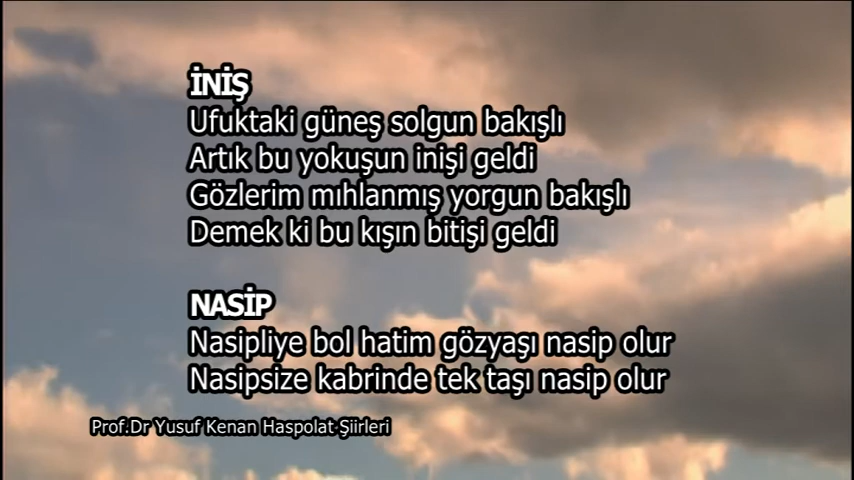 İNİŞ
Ufuktaki güneş solgun bakışlı
Artık bu yokuşun inişi geldi
Gözlerim mıhlanmış yorgun bakışlı
Demek ki bu kışın bitişi geldi
NASİP
Nasipliye bol hatim gözyaşı nasip olur
Nasipsize kabrinde tek taşı nasip olur
Prof.Dr Yusuf Kenan Haspolat Şiirleri